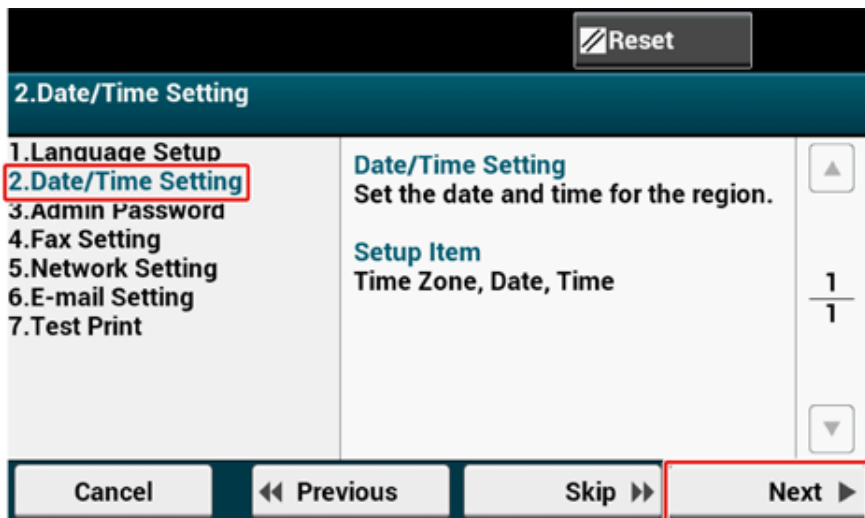 Reset
2.Date/Time Setting
1.Language Setup
2.Date/Time Setting
3.Admin Password
4.Fax Setting
5.Network Setting
6.E-mail Setting
7.Test Print
Date/Time Setting
Set the date and time for the region.
Setup Item
Time Zone, Date, Time
1
1
Cancel
Previous
Skip
Next